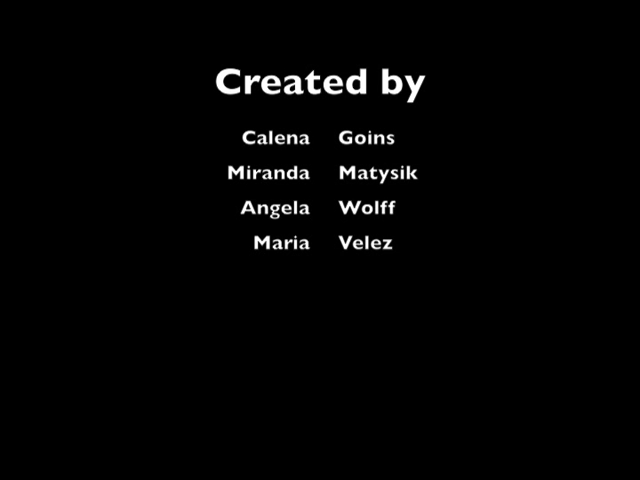 Created by
Calena Goins
Miranda Matysik
Angela Wolff
Maria Velez